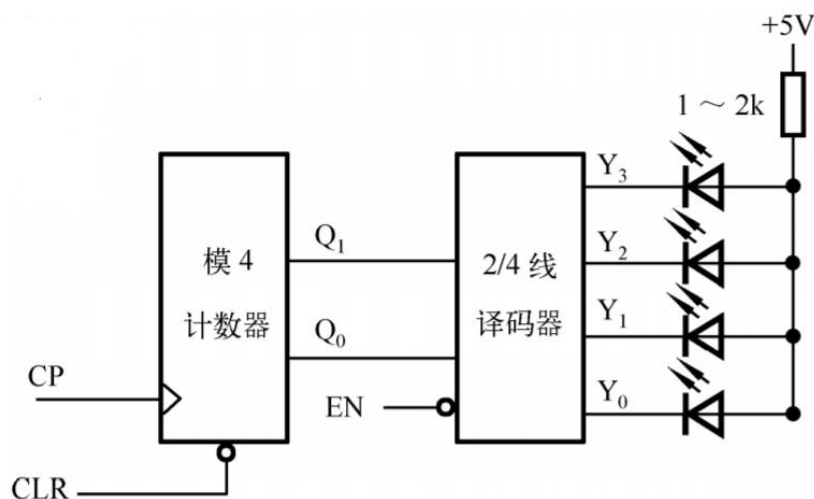 +5V
1 ～ 2k
Y₃
Q₁
Y₂
模 4
计数器
2/4 线
译码器
Q₀
Y₁
CP
EN
Y₀
CLR